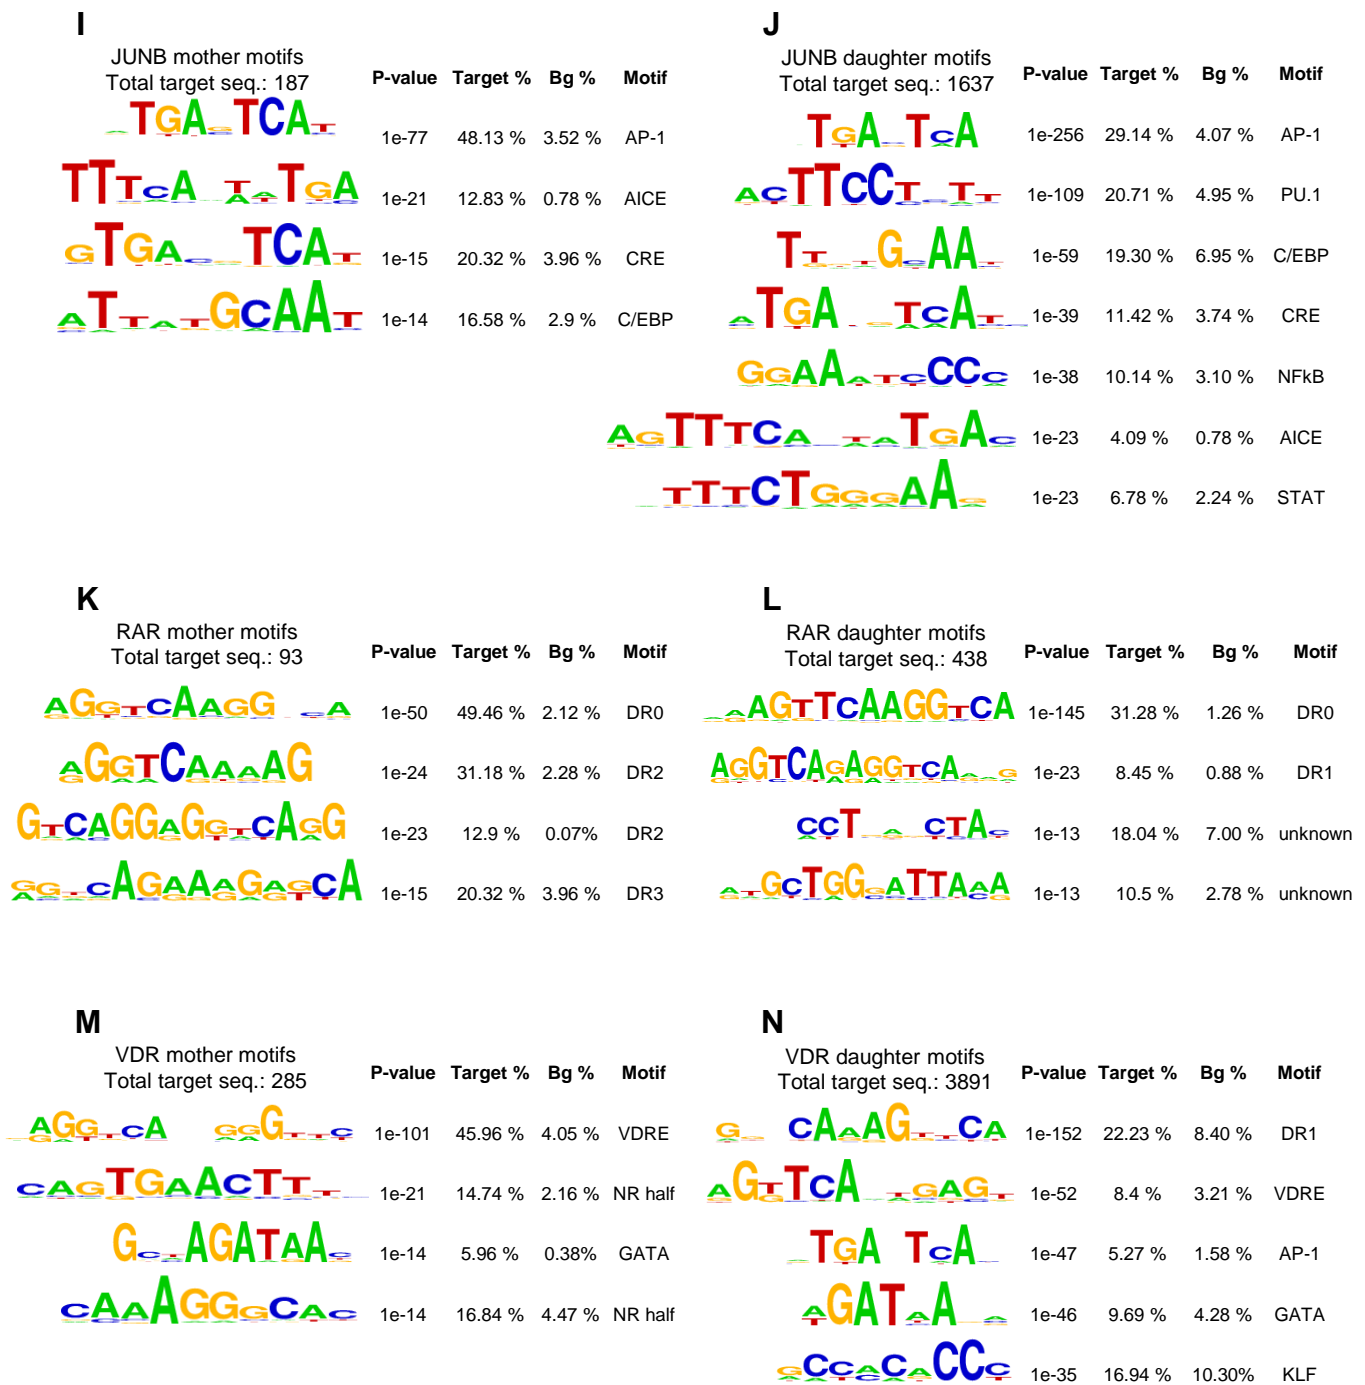 I
JUNB mother motifs
Total target seq.: 187
P-value Target % Bg % Motif
1e-77 48.13 % 3.52 % AP-1
1e-21 12.83 % 0.78 % AICE
1e-15 20.32 % 3.96 % CRE
1e-14 16.58 % 2.9 % C/EBP
J
JUNB daughter motifs
Total target seq.: 1637
P-value Target % Bg % Motif
1e-256 29.14 % 4.07 % AP-1
1e-109 20.71 % 4.95 % PU.1
1e-59 19.30 % 6.95 % C/EBP
1e-39 11.42 % 3.74 % CRE
1e-38 10.14 % 3.10 % NFkB
1e-23 4.09 % 0.78 % AICE
1e-23 6.78 % 2.24 % STAT
K
RAR mother motifs
Total target seq.: 93
P-value Target % Bg % Motif
1e-50 49.46 % 2.12 % DR0
1e-24 31.18 % 2.28 % DR2
1e-23 12.9 % 0.07% DR2
1e-15 20.32 % 3.96 % DR3
L
RAR daughter motifs
Total target seq.: 438
P-value Target % Bg % Motif
1e-145 31.28 % 1.26 % DR0
1e-23 8.45 % 0.88 % DR1
1e-13 18.04 % 7.00 % unknown
1e-13 10.5 % 2.78 % unknown
M
VDR mother motifs
Total target seq.: 285
P-value Target % Bg % Motif
1e-101 45.96 % 4.05 % VDRE
1e-21 14.74 % 2.16 % NR half
1e-14 5.96 % 0.38% GATA
1e-14 16.84 % 4.47 % NR half
N
VDR daughter motifs
Total target seq.: 3891
P-value Target % Bg % Motif
1e-152 22.23 % 8.40 % DR1
1e-52 8.4 % 3.21 % VDRE
1e-47 5.27 % 1.58 % AP-1
1e-46 9.69 % 4.28 % GATA
1e-35 16.94 % 10.30% KLF